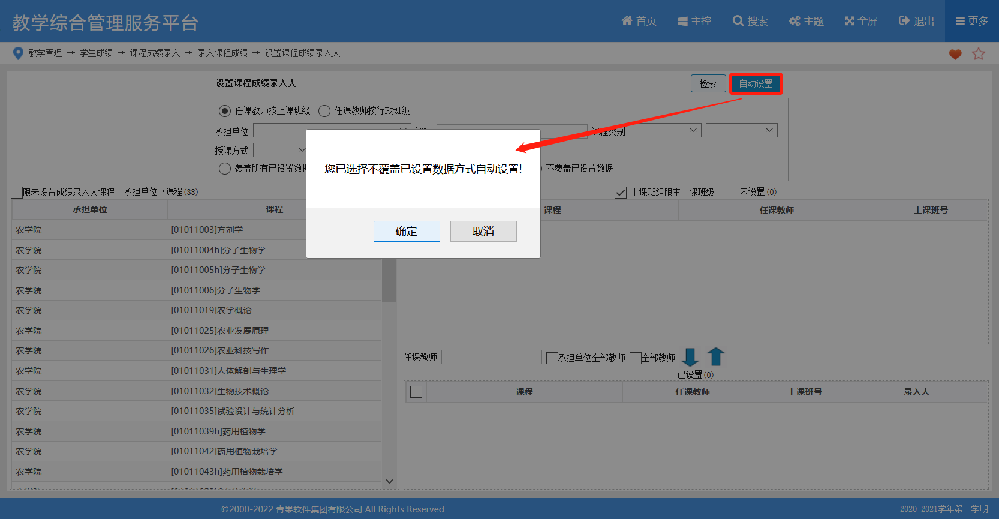 教学综合管理服务平台
首页 主控 搜索 主题 全屏 退出 更多
教学管理 → 学生成绩 → 课程成绩录入 → 录入课程成绩 → 设置课程成绩录入人
设置课程成绩录入人 检索 自动设置
任课教师按上课班级 任课教师按行政班级
承担单位 课程类别
授课方式
您已选择不覆盖已设置数据方式自动设置!
覆盖所有已设置数据 不覆盖已设置数据
确定 取消
限未设置成绩录入人课程 承担单位→课程(38)
上课班组限主上课班级 未设置(0)
承担单位 课程
课程 任课教师 上课班号
农学院 [01011003]方剂学
农学院 [01011004h]分子生物学
农学院 [01011005h]分子生物学
农学院 [01011006]分子生物学
农学院 [01011019]农学概论
农学院 [01011025]农业发展原理
农学院 [01011026]农业科技写作
农学院 [01011031]人体解剖与生理学
农学院 [01011032]生物技术概论
农学院 [01011035]试验设计与统计分析
农学院 [01011039h]药用植物学
农学院 [01011042]药用植物栽培学
农学院 [01011043h]药用植物栽培学
任课教师 承担单位全部教师 全部教师
已设置(0)
课程 任课教师 上课班号 录入人
©2000-2022 青果软件集团有限公司 All Rights Reserved
2020-2021学年第二学期